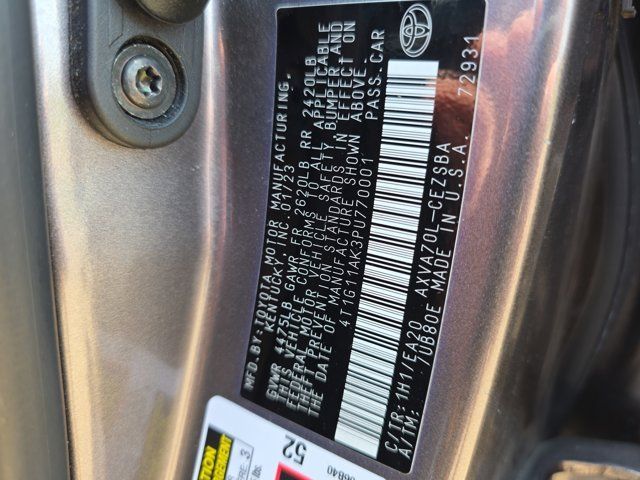 MFD.BY:TOYOTA MOTOR MANUFACTURING,
KENTUCKY, INC. 01/23
GVWR 4475LB GAWR FR 2620LB RR 2420LB
THIS VEHICLE CONFORMS TO ALL APPLICABLE
FEDERAL MOTOR VEHICLE SAFETY, BUMPER, AND
THEFT PREVENTION STANDARDS IN EFFECT ON
THE DATE OF MANUFACTURE SHOWN ABOVE.
4T1G11AK3PU770001 PASS.CAR
C/TR:1H1/EA20 AXVA70L-CEZSBA
A/TM: /UB80E MADE IN U.S.A. 72931
52
06B40